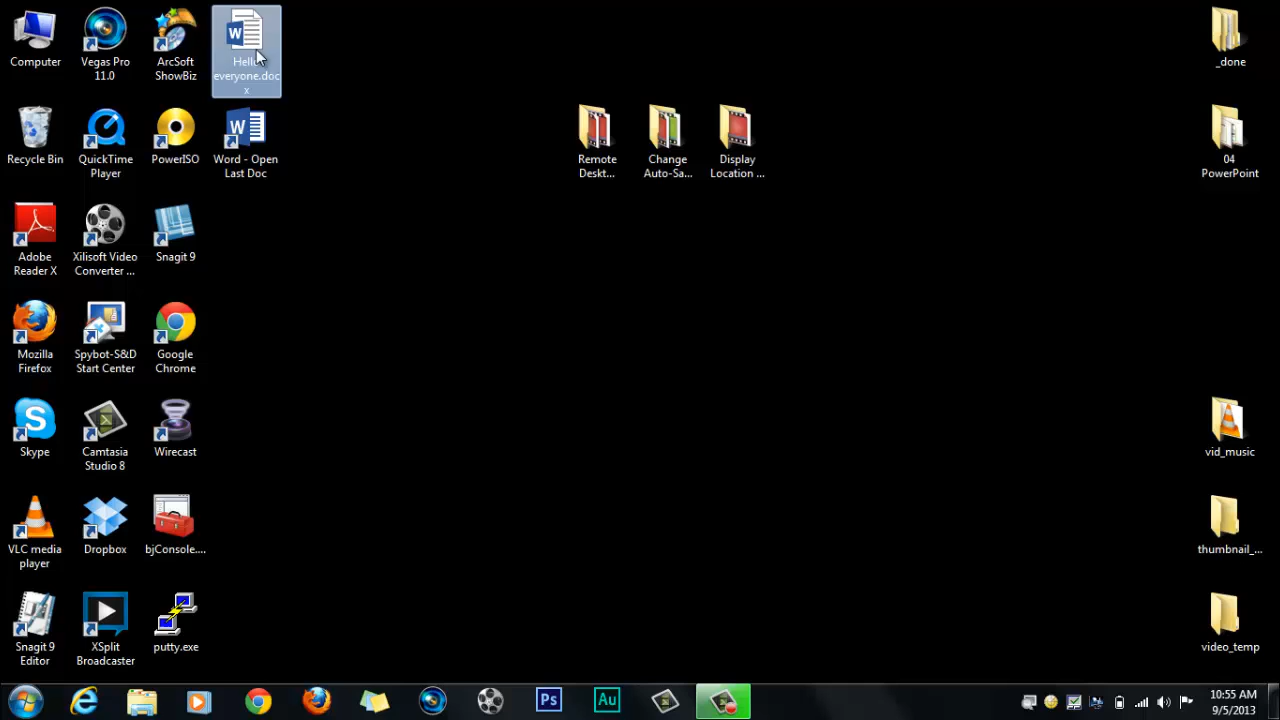 Computer
Vegas Pro
11.0
ArcSoft
ShowBiz
W
Hello
everyone.doc
x
_done
Recycle Bin
QuickTime
Player
PowerISO
W
Word - Open
Last Doc
Remote
Deskt...
Change
Auto-Sa...
Display
Location ...
04
PowerPoint
Adobe
Reader X
Xilisoft Video
Converter ...
Snagit 9
Mozilla
Firefox
Spybot-S&D
Start Center
Google
Chrome
Skype
Camtasia
Studio 8
Wirecast
vid_music
VLC media
player
Dropbox
bjConsole....
thumbnail_...
Snagit 9
Editor
XSplit
Broadcaster
putty.exe
video_temp
Ps
Au
10:55 AM
9/5/2013